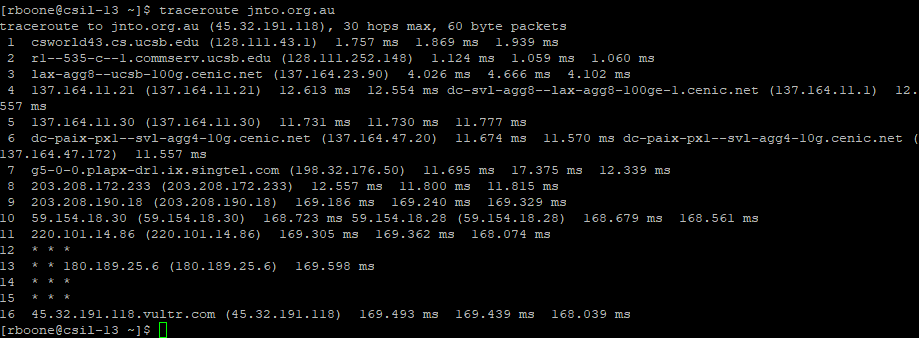 [rboone@csil-13 ~]$ traceroute jnto.org.au
traceroute to jnto.org.au (45.32.191.118), 30 hops max, 60 byte packets
 1  csworld43.cs.ucsb.edu (128.111.43.1)  1.757 ms  1.869 ms  1.939 ms
 2  r1--535-c--1.commserv.ucsb.edu (128.111.252.148)  1.124 ms  1.059 ms  1.060 ms
 3  lax-agg8--ucsb-100g.cenic.net (137.164.23.90)  4.026 ms  4.666 ms  4.102 ms
 4  137.164.11.21 (137.164.11.21)  12.613 ms  12.554 ms dc-svl-agg8--lax-agg8-100ge-1.cenic.net (137.164.11.1)  12.
557 ms
 5  137.164.11.30 (137.164.11.30)  11.731 ms  11.730 ms  11.777 ms
 6  dc-paix-px1--svl-agg4-10g.cenic.net (137.164.47.20)  11.674 ms  11.570 ms dc-paix-px1--svl-agg4-10g.cenic.net (
137.164.47.172)  11.557 ms
 7  g5-0-0.plapx-dr1.ix.singtel.com (198.32.176.50)  11.695 ms  17.375 ms  12.339 ms
 8  203.208.172.233 (203.208.172.233)  12.557 ms  11.800 ms  11.815 ms
 9  203.208.190.18 (203.208.190.18)  169.186 ms  169.240 ms  169.329 ms
10  59.154.18.30 (59.154.18.30)  168.723 ms 59.154.18.28 (59.154.18.28)  168.679 ms  168.561 ms
11  220.101.14.86 (220.101.14.86)  169.305 ms  169.362 ms  168.074 ms
12  * * *
13  * * 180.189.25.6 (180.189.25.6)  169.598 ms
14  * * *
15  * * *
16  45.32.191.118.vultr.com (45.32.191.118)  169.493 ms  169.439 ms  168.039 ms
[rboone@csil-13 ~]$